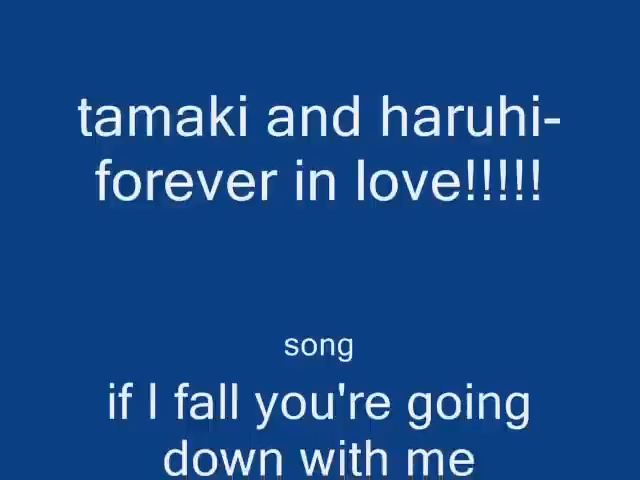 tamaki and haruhi-
forever in love!!!!!
song
if I fall you're going
down with me